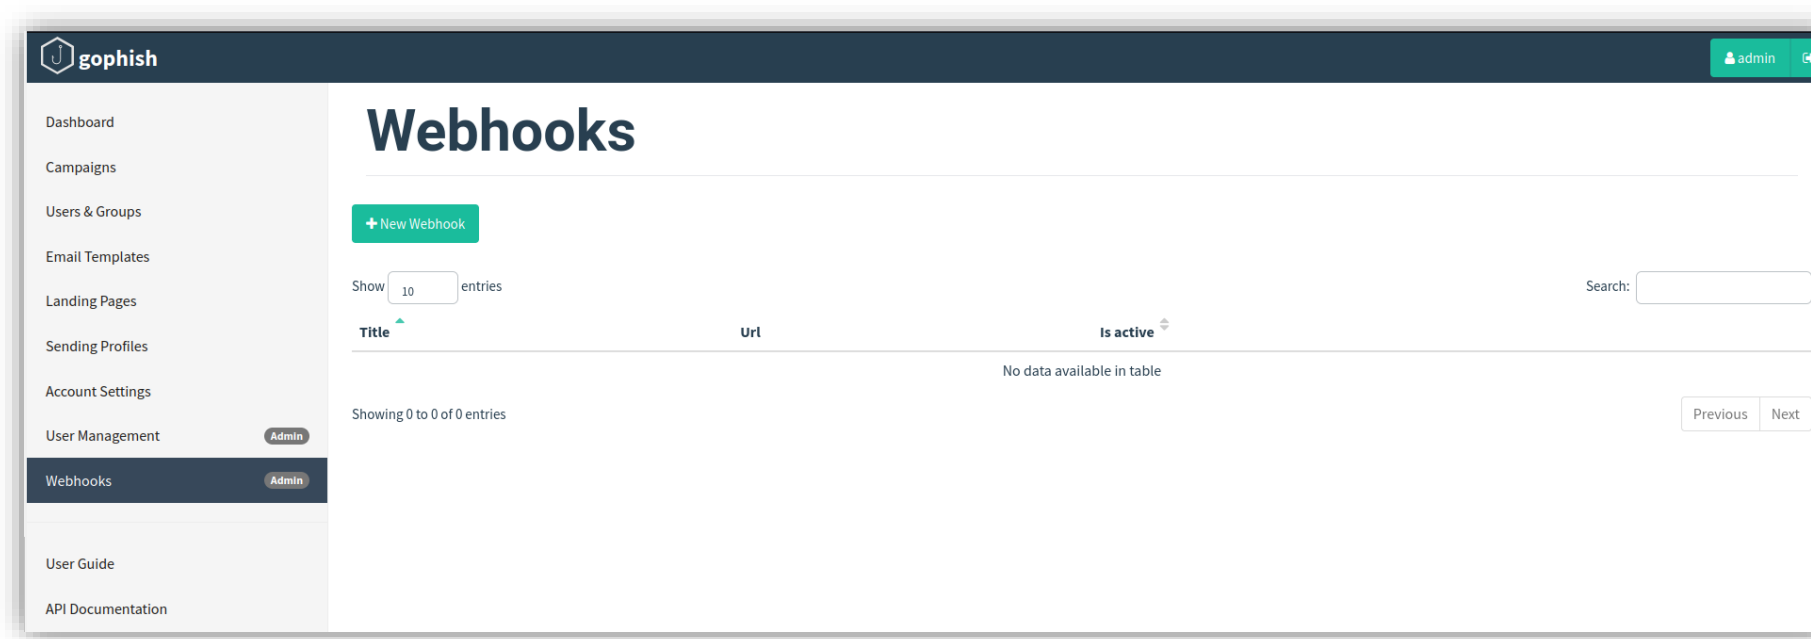 gophish
admin
Dashboard
Campaigns
Users & Groups
Email Templates
Landing Pages
Sending Profiles
Account Settings
User Management Admin
Webhooks Admin
User Guide
API Documentation
Webhooks
New Webhook
Show 10 entries
Search:
Title Url Is active
No data available in table
Showing 0 to 0 of 0 entries
Previous Next